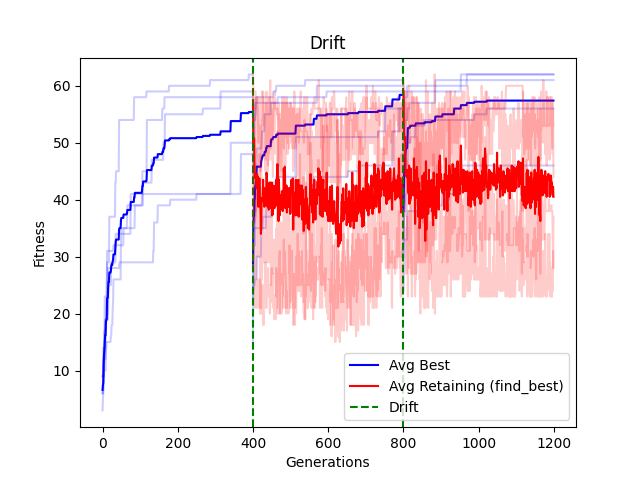 Drift
Fitness
60
50
40
30
20
10
Avg Best
Avg Retaining (find_best)
Drift
0 200 400 600 800 1000 1200
Generations